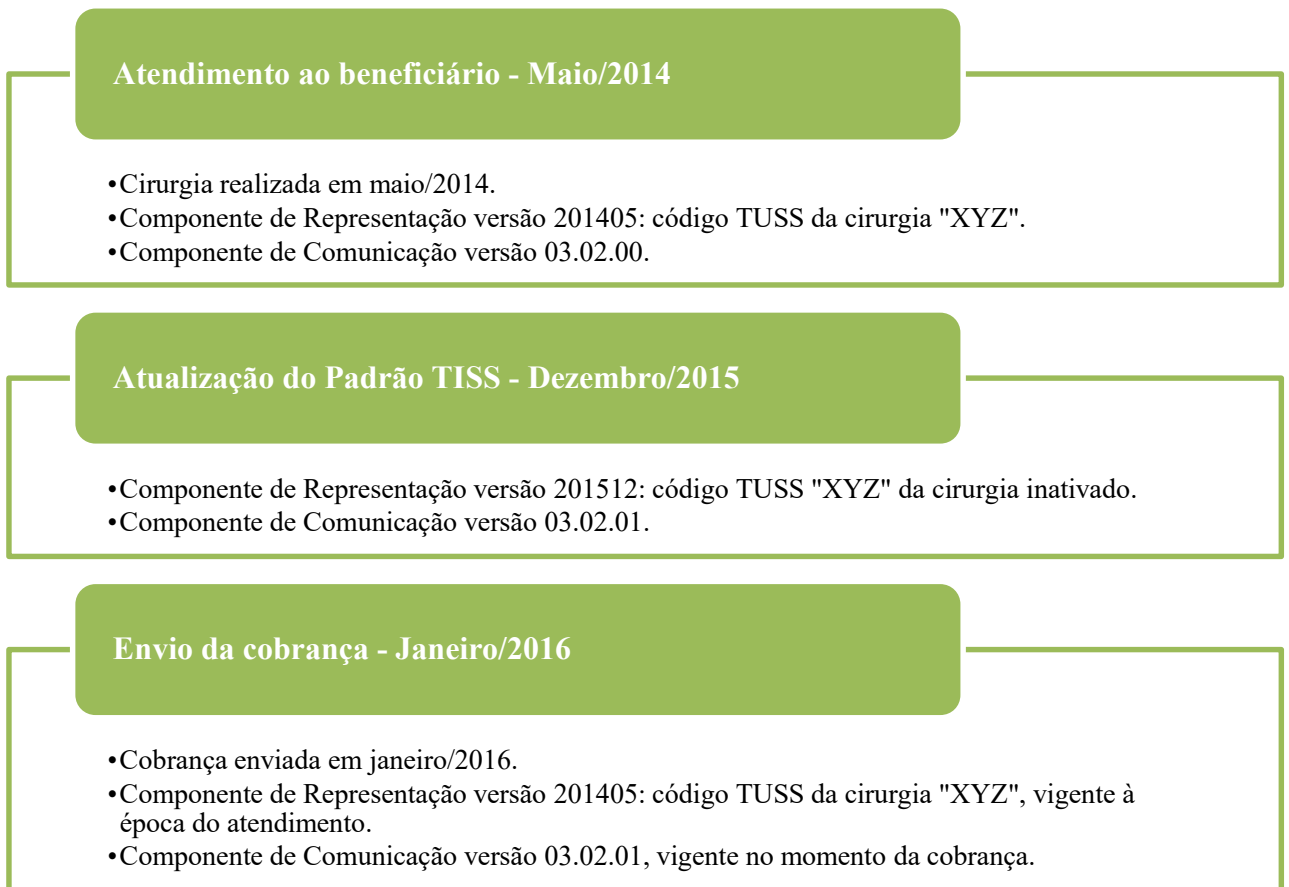 Atendimento ao beneficiário - Maio/2014
•Cirurgia realizada em maio/2014.
•Componente de Representação versão 201405: código TUSS da cirurgia "XYZ".
•Componente de Comunicação versão 03.02.00.
Atualização do Padrão TISS - Dezembro/2015
•Componente de Representação versão 201512: código TUSS "XYZ" da cirurgia inativado.
•Componente de Comunicação versão 03.02.01.
Envio da cobrança - Janeiro/2016
•Cobrança enviada em janeiro/2016.
•Componente de Representação versão 201405: código TUSS da cirurgia "XYZ", vigente à
época do atendimento.
•Componente de Comunicação versão 03.02.01, vigente no momento da cobrança.